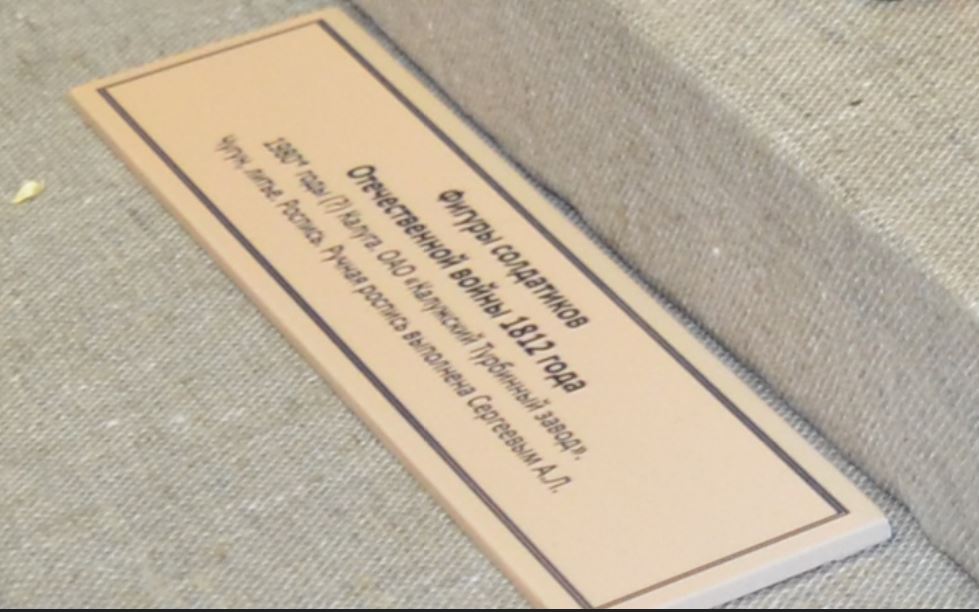 Фигуры солдатиков
Отечественной войны 1812 года
1980* годы (?) Калуга. ОАО «Калужский Турбинный завод».
Чугун, литье. Роспись. Ручная роспись выполнена Сергеевым А.Л.